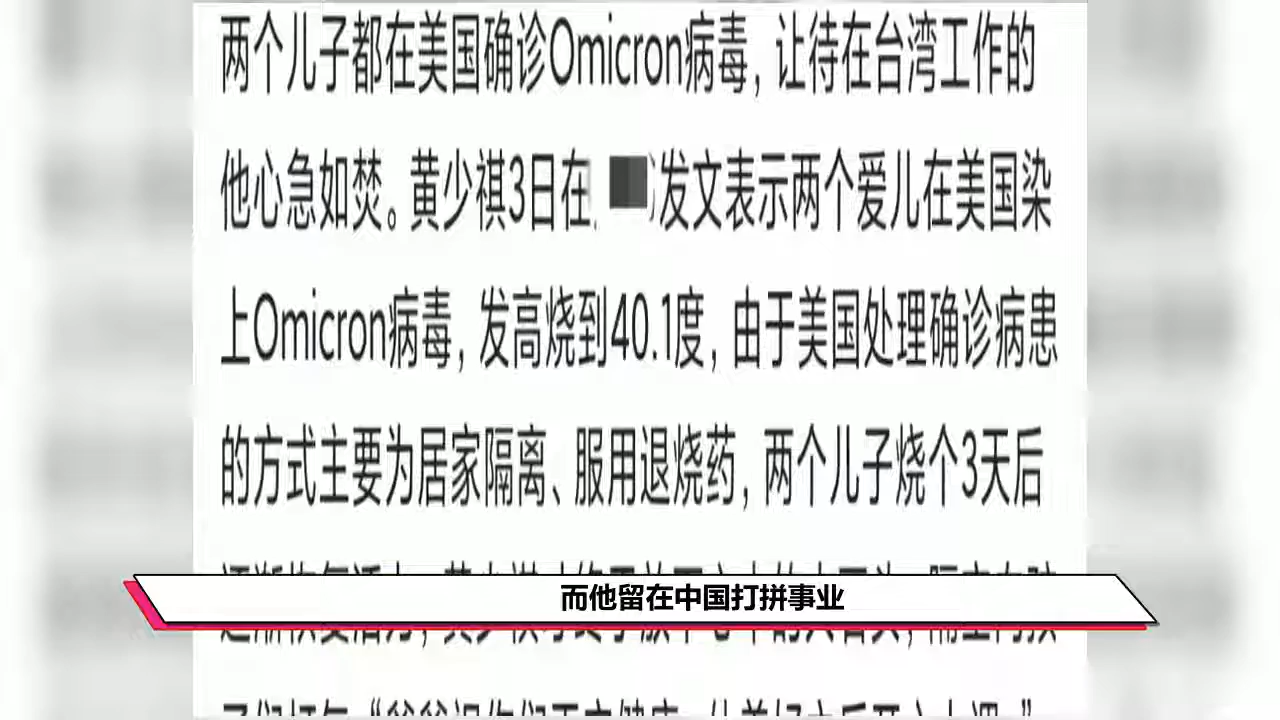 两个儿子都在美国确诊Omicron病毒，让待在台湾工作的
他心急如焚。黄少祺3日在 发文表示两个爱儿在美国染
上Omicron病毒，发高烧到40.1度，由于美国处理确诊病患
的方式主要为居家隔离、服用退烧药，两个儿子烧个3天后
而他留在中国打拼事业